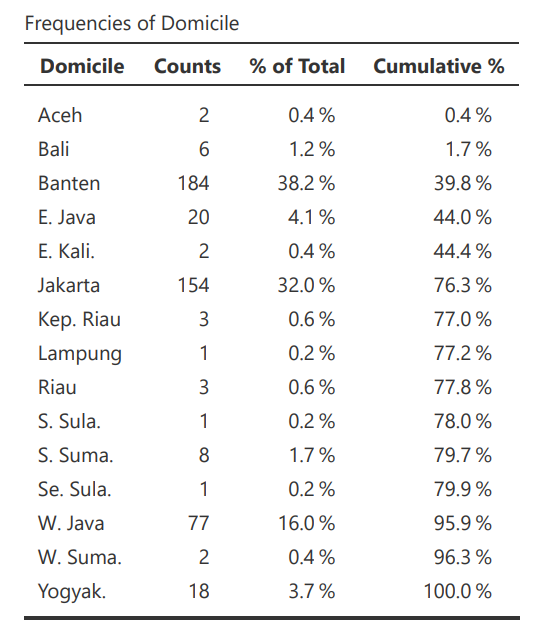 Frequencies of Domicile
Domicile Counts % of Total Cumulative %
Aceh 2 0.4 % 0.4 %
Bali 6 1.2 % 1.7 %
Banten 184 38.2 % 39.8 %
E. Java 20 4.1 % 44.0 %
E. Kali. 2 0.4 % 44.4 %
Jakarta 154 32.0 % 76.3 %
Kep. Riau 3 0.6 % 77.0 %
Lampung 1 0.2 % 77.2 %
Riau 3 0.6 % 77.8 %
S. Sula. 1 0.2 % 78.0 %
S. Suma. 8 1.7 % 79.7 %
Se. Sula. 1 0.2 % 79.9 %
W. Java 77 16.0 % 95.9 %
W. Suma. 2 0.4 % 96.3 %
Yogyak. 18 3.7 % 100.0 %